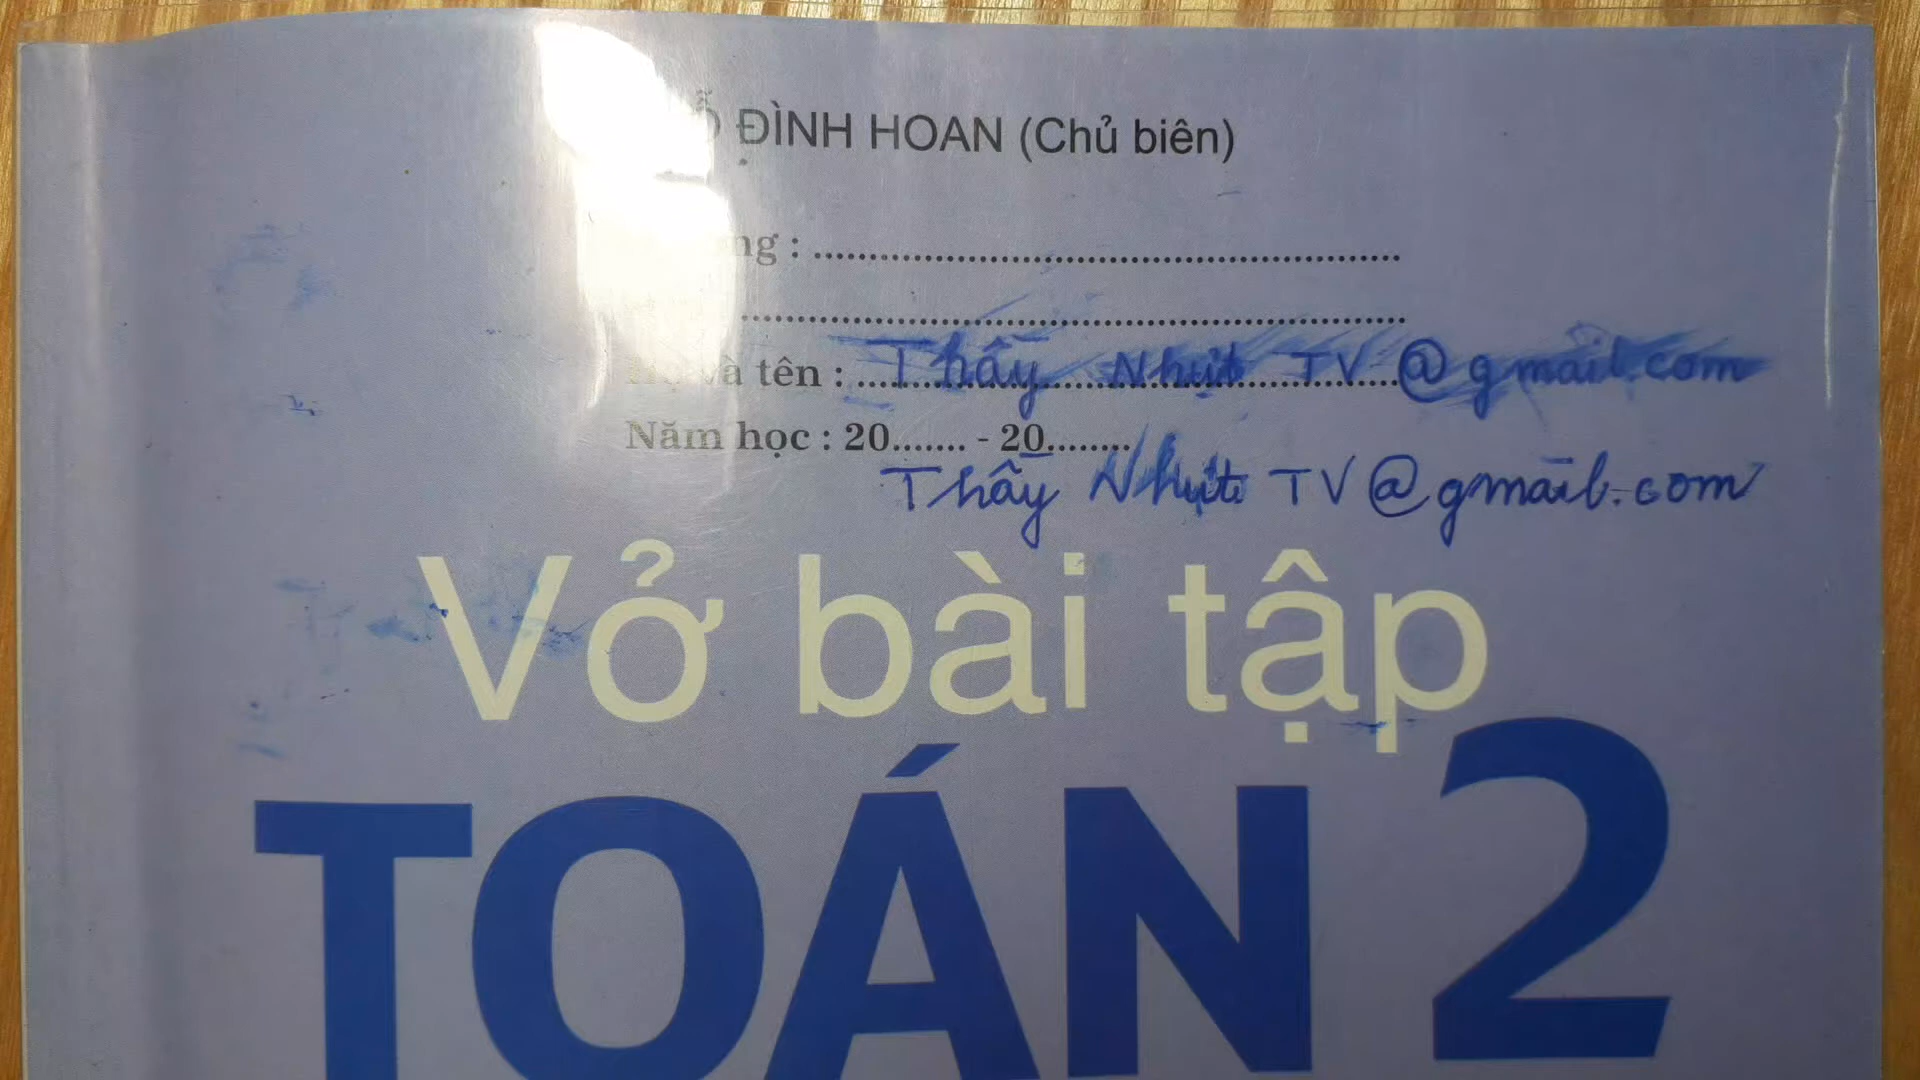 ĐÌNH HOAN (Chủ biên)
: ..........
..........
và tên : Thầy Nhựt TV @gmail.com
Năm học : 20....... - 20........
Thầy Nhựt TV @gmail.com
Vở bài tập
TOÁN 2